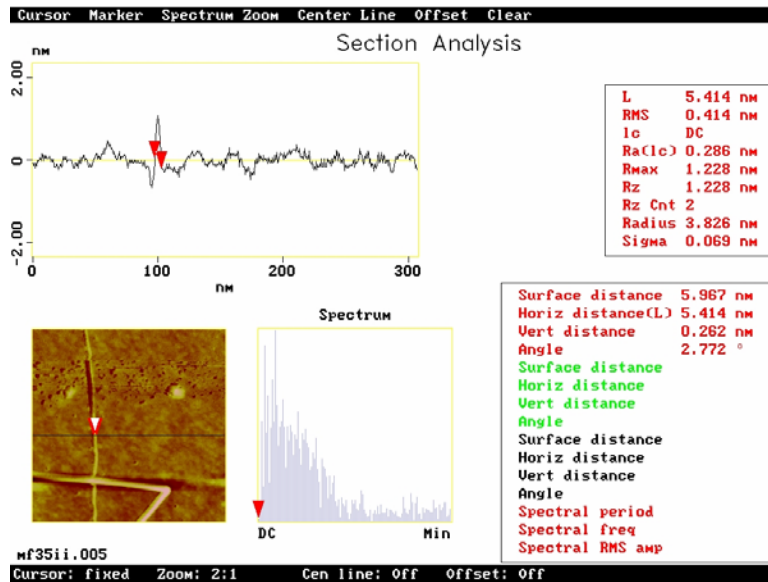 Cursor Marker Spectrum Zoom Center Line Offset Clear
Section Analysis
nM
2.00
0
-2.00
0 100 200 300
nM
L 5.414 nM
RMS 0.414 nM
lc DC
Ra(lc) 0.286 nM
Rmax 1.228 nM
Rz 1.228 nM
Rz Cnt 2
Radius 3.826 nM
Sigma 0.069 nM
Spectrum
DC Min
Surface distance 5.967 nM
Horiz distance(L) 5.414 nM
Vert distance 0.262 nM
Angle 2.772 °
Surface distance
Horiz distance
Vert distance
Angle
Surface distance
Horiz distance
Vert distance
Angle
Spectral period
Spectral freq
Spectral RMS amp
mf35ii.005
Cursor: fixed Zoom: 2:1 Cen line: Off Offset: Off